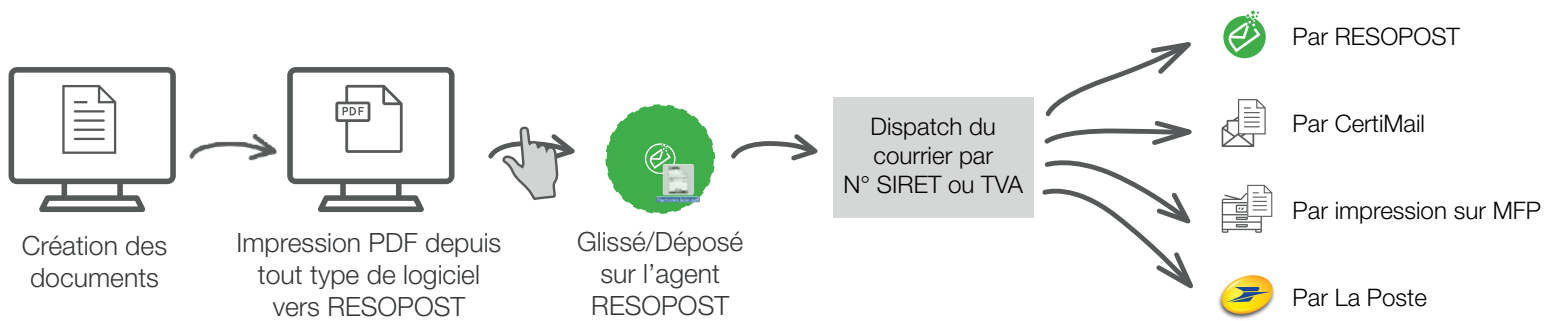 Création des
documents
PDF
Impression PDF depuis
tout type de logiciel
vers RESOPOST
Glissé/Déposé
sur l'agent
RESOPOST
Dispatch du
courrier par
N° SIRET ou TVA
Par RESOPOST
Par CertiMail
Par impression sur MFP
Par La Poste